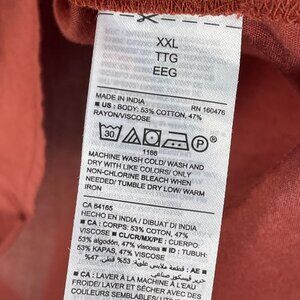 XXL
TTG
EEG
MADE IN INDIA RN 160476
■ US : BODY: 53% COTTON, 47%
RAYON/VISCOSE
30 P
1166
MACHINE WASH COLD/ WASH AND
DRY WITH LIKE COLORS/ ONLY
NON-CHLORINE BLEACH WHEN
NEEDED/ TUMBLE DRY LOW/ WARM
IRON
CA 54165
HECHO EN INDIA / DIBUAT DI INDIA
■ CA : CORPS: 53% COTON, 47%
VISCOSE ■ CL/CR/MX/PE : CUERPO:
53% algodón, 47% viscosa ■ ID : TUBUH:
53% KAPAS, 47% VISCOSE
■ CA : LAVER À LA MACHINE À L'EAU
FROIDE/ LAVER ET SÉCHER AVEC DES
COULEURS SEMBLABLES